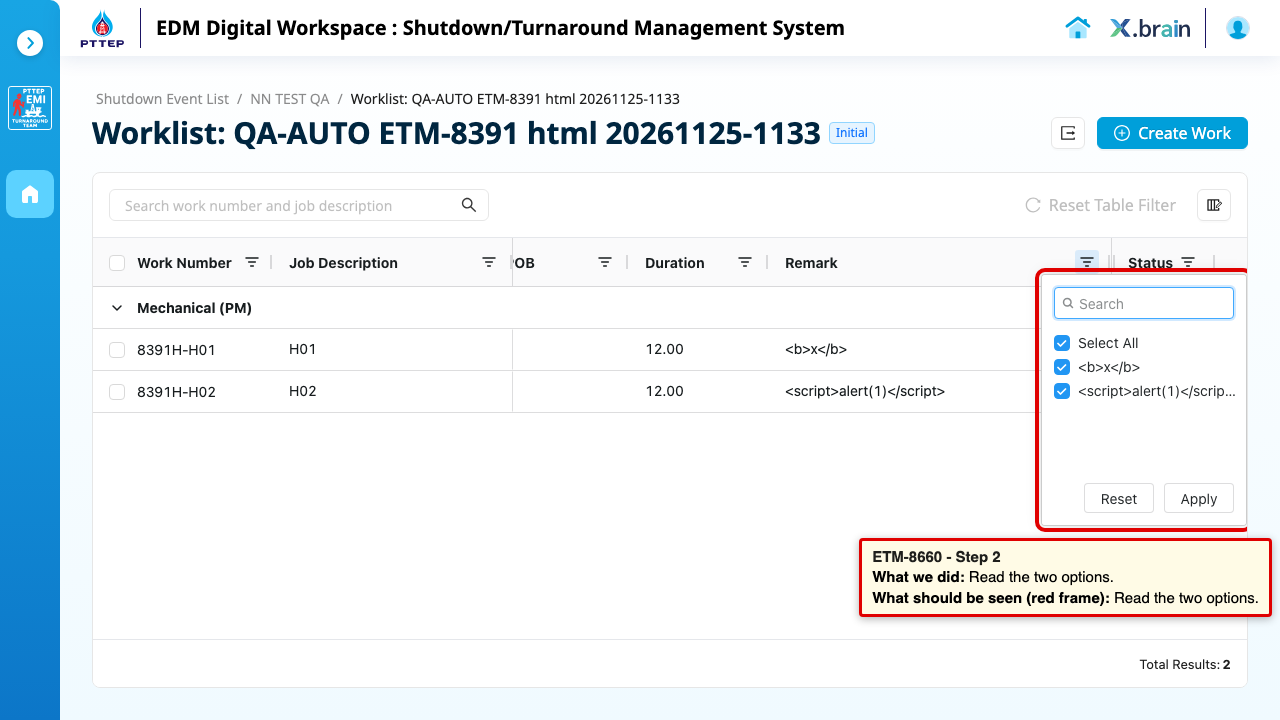 PTTEP
EDM Digital Workspace : Shutdown/Turnaround Management System
X.brain
PTTEP
EMI
TURNAROUND
TEAM
Shutdown Event List / NN TEST QA / Worklist: QA-AUTO ETM-8391 html 20261125-1133
Worklist: QA-AUTO ETM-8391 html 20261125-1133
Initial
Create Work
Search work number and job description
Reset Table Filter
Work Number
Job Description
OB
Duration
Remark
Status
Mechanical (PM)
8391H-H01 H01 12.00 <b>x</b>
8391H-H02 H02 12.00 <script>alert(1)</script>
Search
Select All
<b>x</b>
<script>alert(1)</scrip...
Reset
Apply
ETM-8660 - Step 2
What we did: Read the two options.
What should be seen (red frame): Read the two options.
Total Results: 2